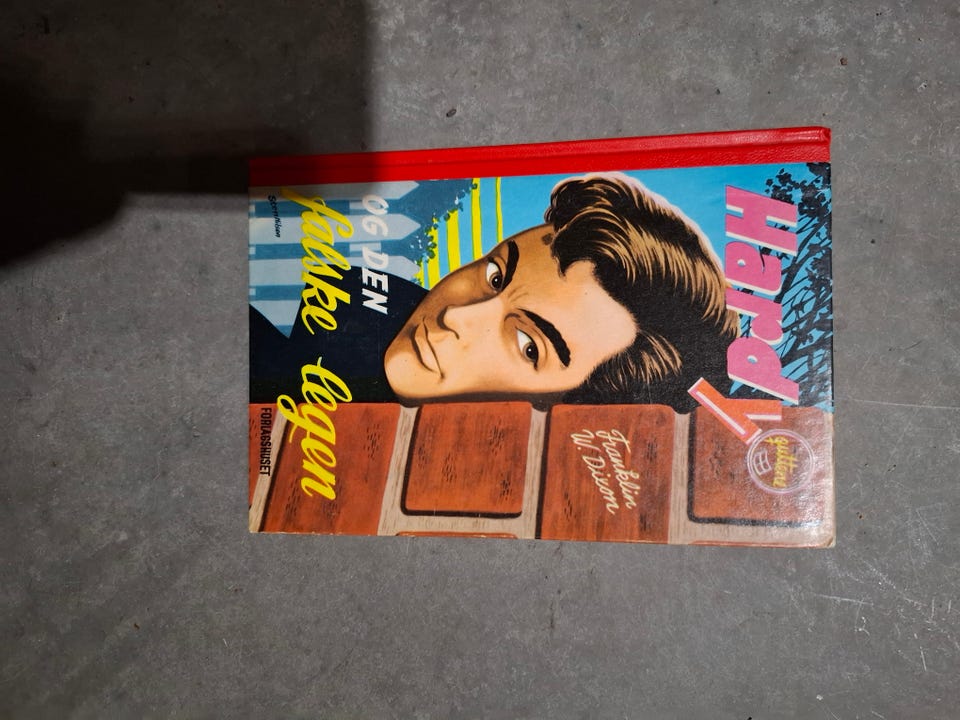 Hardy
guttene
Franklin
W. Dixon
OG DEN
falske legen
FORLAGSHUSET